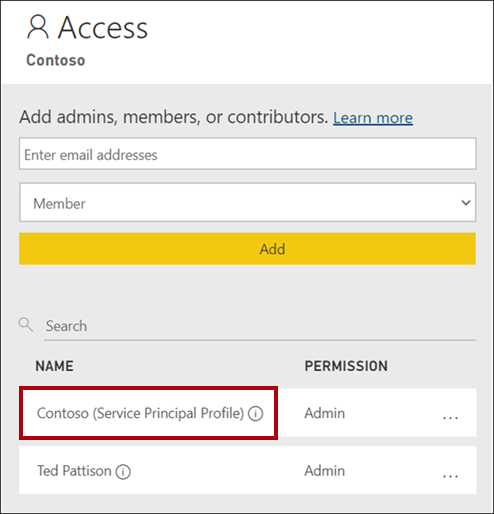 Access
Contoso
Add admins, members, or contributors. Learn more
Enter email addresses
Member
Add
Search
NAME PERMISSION
Contoso (Service Principal Profile) Admin ...
Ted Pattison Admin ...